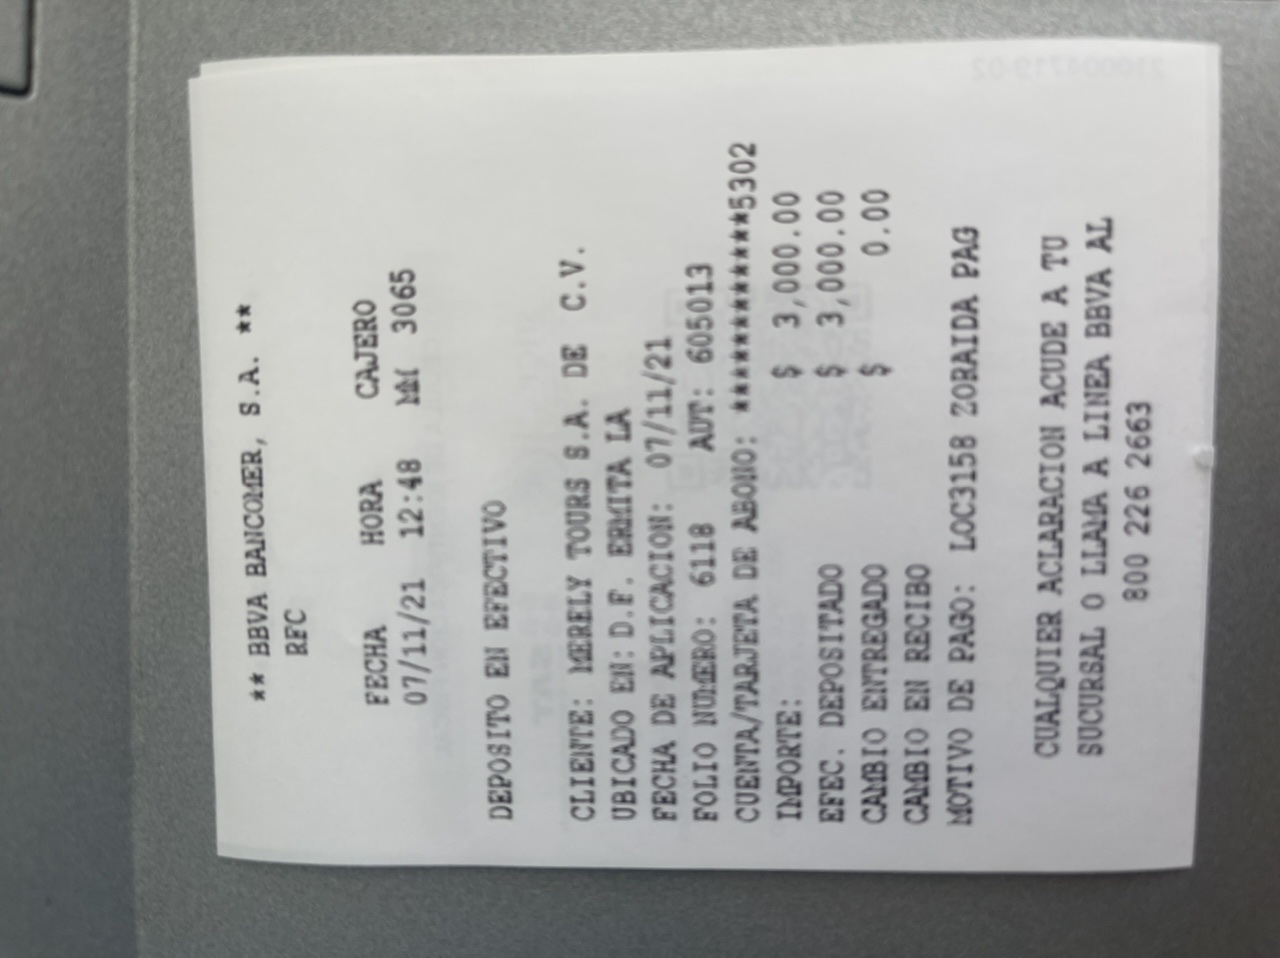 ** BBVA BANCOMER, S.A. **
RFC
FECHA HORA CAJERO
07/11/21 12:48 MM 3065
DEPOSITO EN EFECTIVO
CLIENTE: MERELY TOURS S.A. DE C.V.
UBICADO EN: D.F. ERMITA LA
FECHA DE APLICACION: 07/11/21
FOLIO NUMERO: 6118 AUT: 605013
CUENTA/TARJETA DE ABONO: ************5302
IMPORTE: $ 3,000.00
EFEC. DEPOSITADO $ 3,000.00
CAMBIO ENTREGADO $ 0.00
CAMBIO EN RECIBO
MOTIVO DE PAGO: LOC3158 ZORAIDA PAG
CUALQUIER ACLARACION ACUDE A TU
SUCURSAL O LLAMA A LINEA BBVA AL
800 226 2663